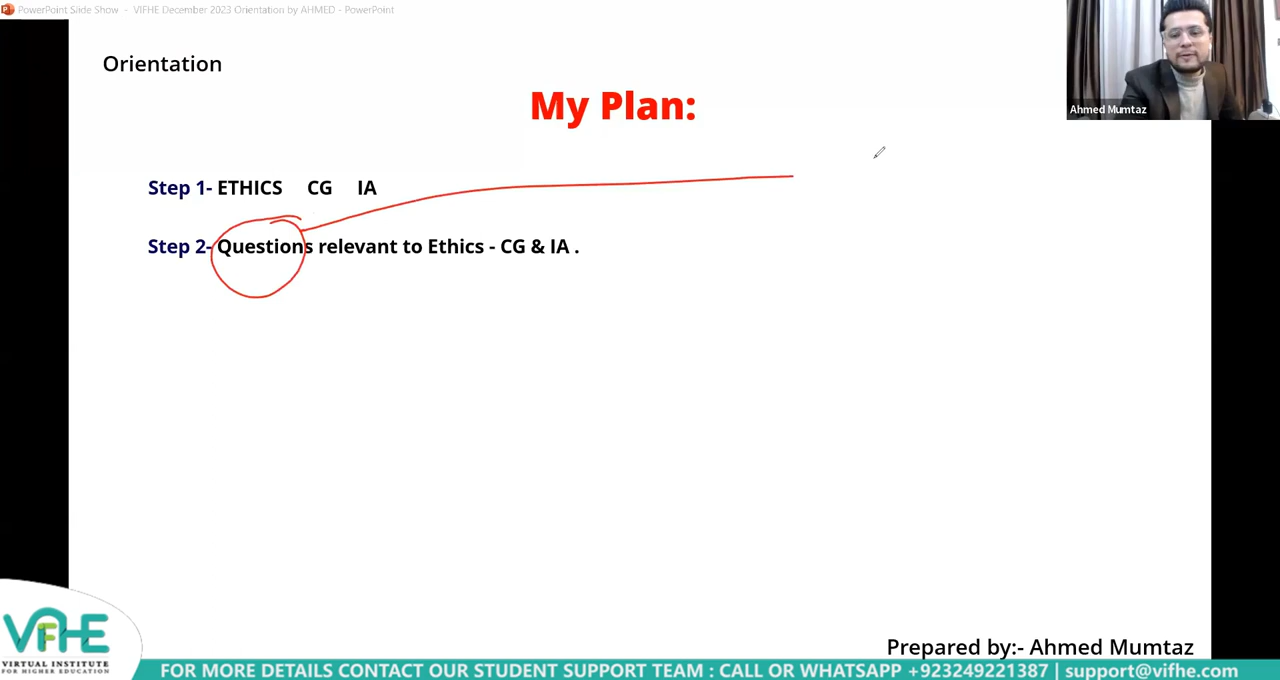 PowerPoint Slide Show - VIFHE December 2023 Orientation by AHMED - PowerPoint
Orientation
My Plan:
Ahmed Mumtaz
Step 1- ETHICS CG IA
Step 2- Questions relevant to Ethics - CG & IA .
Prepared by:- Ahmed Mumtaz
VIFHE
VIRTUAL INSTITUTE
FOR HIGHER EDUCATION
FOR MORE DETAILS CONTACT OUR STUDENT SUPPORT TEAM : CALL OR WHATSAPP +923249221387 | support@vifhe.com